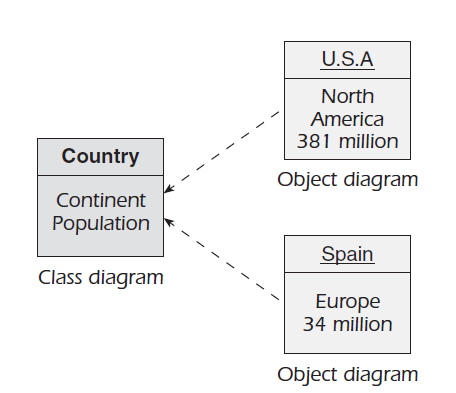 Country
Continent
Population
Class diagram
U.S.A
North
America
381 million
Object diagram
Spain
Europe
34 million
Object diagram